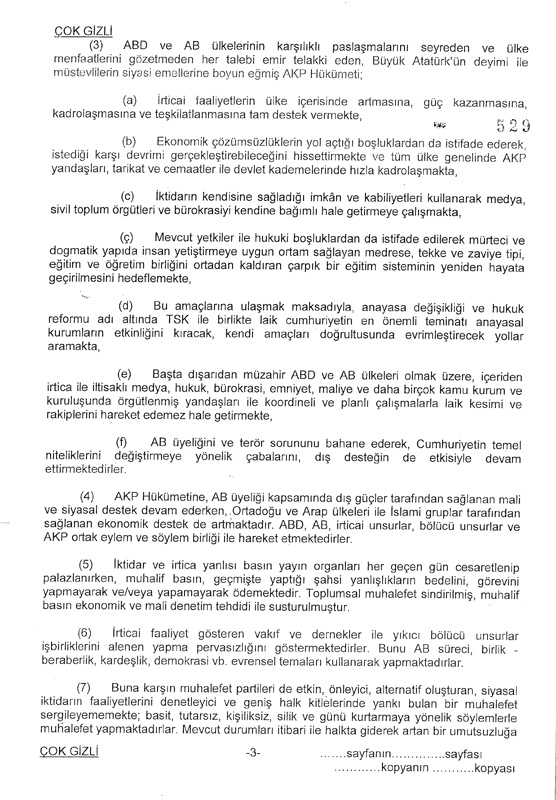 ÇOK GİZLİ
(3) ABD ve AB ülkelerinin karşılıklı paslaşmalarını seyreden ve ülke
menfaatlerini gözetmeden her talebi emir telakki eden, Büyük Atatürk'ün deyimi ile
müstevlilerin siyasi emellerine boyun eğmiş AKP Hükümeti;
(a) İrticai faaliyetlerin ülke içerisinde artmasına, güç kazanmasına,
kadrolaşmasına ve teşkilatlanmasına tam destek vermekte,
529
(b) Ekonomik çözümsüzlüklerin yol açtığı boşluklardan da istifade ederek,
istediği karşı devrimi gerçekleştirebileceğini hissettirmekte ve tüm ülke genelinde AKP
yandaşları, tarikat ve cemaatler ile devlet kademelerinde hızla kadrolaşmakta,
(c) İktidarın kendisine sağladığı imkân ve kabiliyetleri kullanarak medya,
sivil toplum örgütleri ve bürokrasiyi kendine bağımlı hale getirmeye çalışmakta,
(ç) Mevcut yetkiler ile hukuki boşluklardan da istifade edilerek mürteci ve
dogmatik yapıda insan yetiştirmeye uygun ortam sağlayan medrese, tekke ve zaviye tipi,
eğitim ve öğretim birliğini ortadan kaldıran çarpık bir eğitim sisteminin yeniden hayata
geçirilmesini hedeflemekte,
(d) Bu amaçlarına ulaşmak maksadıyla, anayasa değişikliği ve hukuk
reformu adı altında TSK ile birlikte laik cumhuriyetin en önemli teminatı anayasal
kurumların etkinliğini kıracak, kendi amaçları doğrultusunda evrimleştirecek yollar
aramakta,
(e) Başta dışarıdan müzahir ABD ve AB ülkeleri olmak üzere, içeriden
irtica ile iltisaklı medya, hukuk, bürokrasi, emniyet, maliye ve daha birçok kamu kurum ve
kuruluşunda örgütlenmiş yandaşları ile koordineli ve planlı çalışmalarla laik kesimi ve
rakiplerini hareket edemez hale getirmekte,
(f) AB üyeliğini ve terör sorununu bahane ederek, Cumhuriyetin temel
niteliklerini değiştirmeye yönelik çabalarını, dış desteğin de etkisiyle devam
ettirmektedirler.
(4) AKP Hükümetine, AB üyeliği kapsamında dış güçler tarafından sağlanan mali
ve siyasal destek devam ederken, Ortadoğu ve Arap ülkeleri ile İslami gruplar tarafından
sağlanan ekonomik destek de artmaktadır. ABD, AB, irticai unsurlar, bölücü unsurlar ve
AKP ortak eylem ve söylem birliği ile hareket etmektedirler.
(5) İktidar ve irtica yanlısı basın yayın organları her geçen gün cesaretlenip
palazlanırken, muhalif basın, geçmişte yaptığı şahsi yanlışlıkların bedelini, görevini
yapmayarak ve/veya yapamayarak ödemektedir. Toplumsal muhalefet sindirilmiş, muhalif
basın ekonomik ve mali denetim tehdidi ile susturulmuştur.
(6) İrticai faaliyet gösteren vakıf ve dernekler ile yıkıcı bölücü unsurlar
işbirliklerini alenen yapma pervasızlığını göstermektedirler. Bunu AB süreci, birlik -
beraberlik, kardeşlik, demokrasi vb. evrensel temaları kullanarak yapmaktadırlar.
(7) Buna karşın muhalefet partileri de etkin, önleyici, alternatif oluşturan, siyasal
iktidarın faaliyetlerini denetleyici ve geniş halk kitlelerinde yankı bulan bir muhalefet
sergileyememekte; basit, tutarsız, kişiliksiz, silik ve günü kurtarmaya yönelik söylemlerle
muhalefet yapmaktadırlar. Mevcut durumları itibari ile halkta giderek artan bir umutsuzluğa
ÇOK GİZLİ -3- .......sayfanın..............sayfası
............kopyanın ...........kopyası